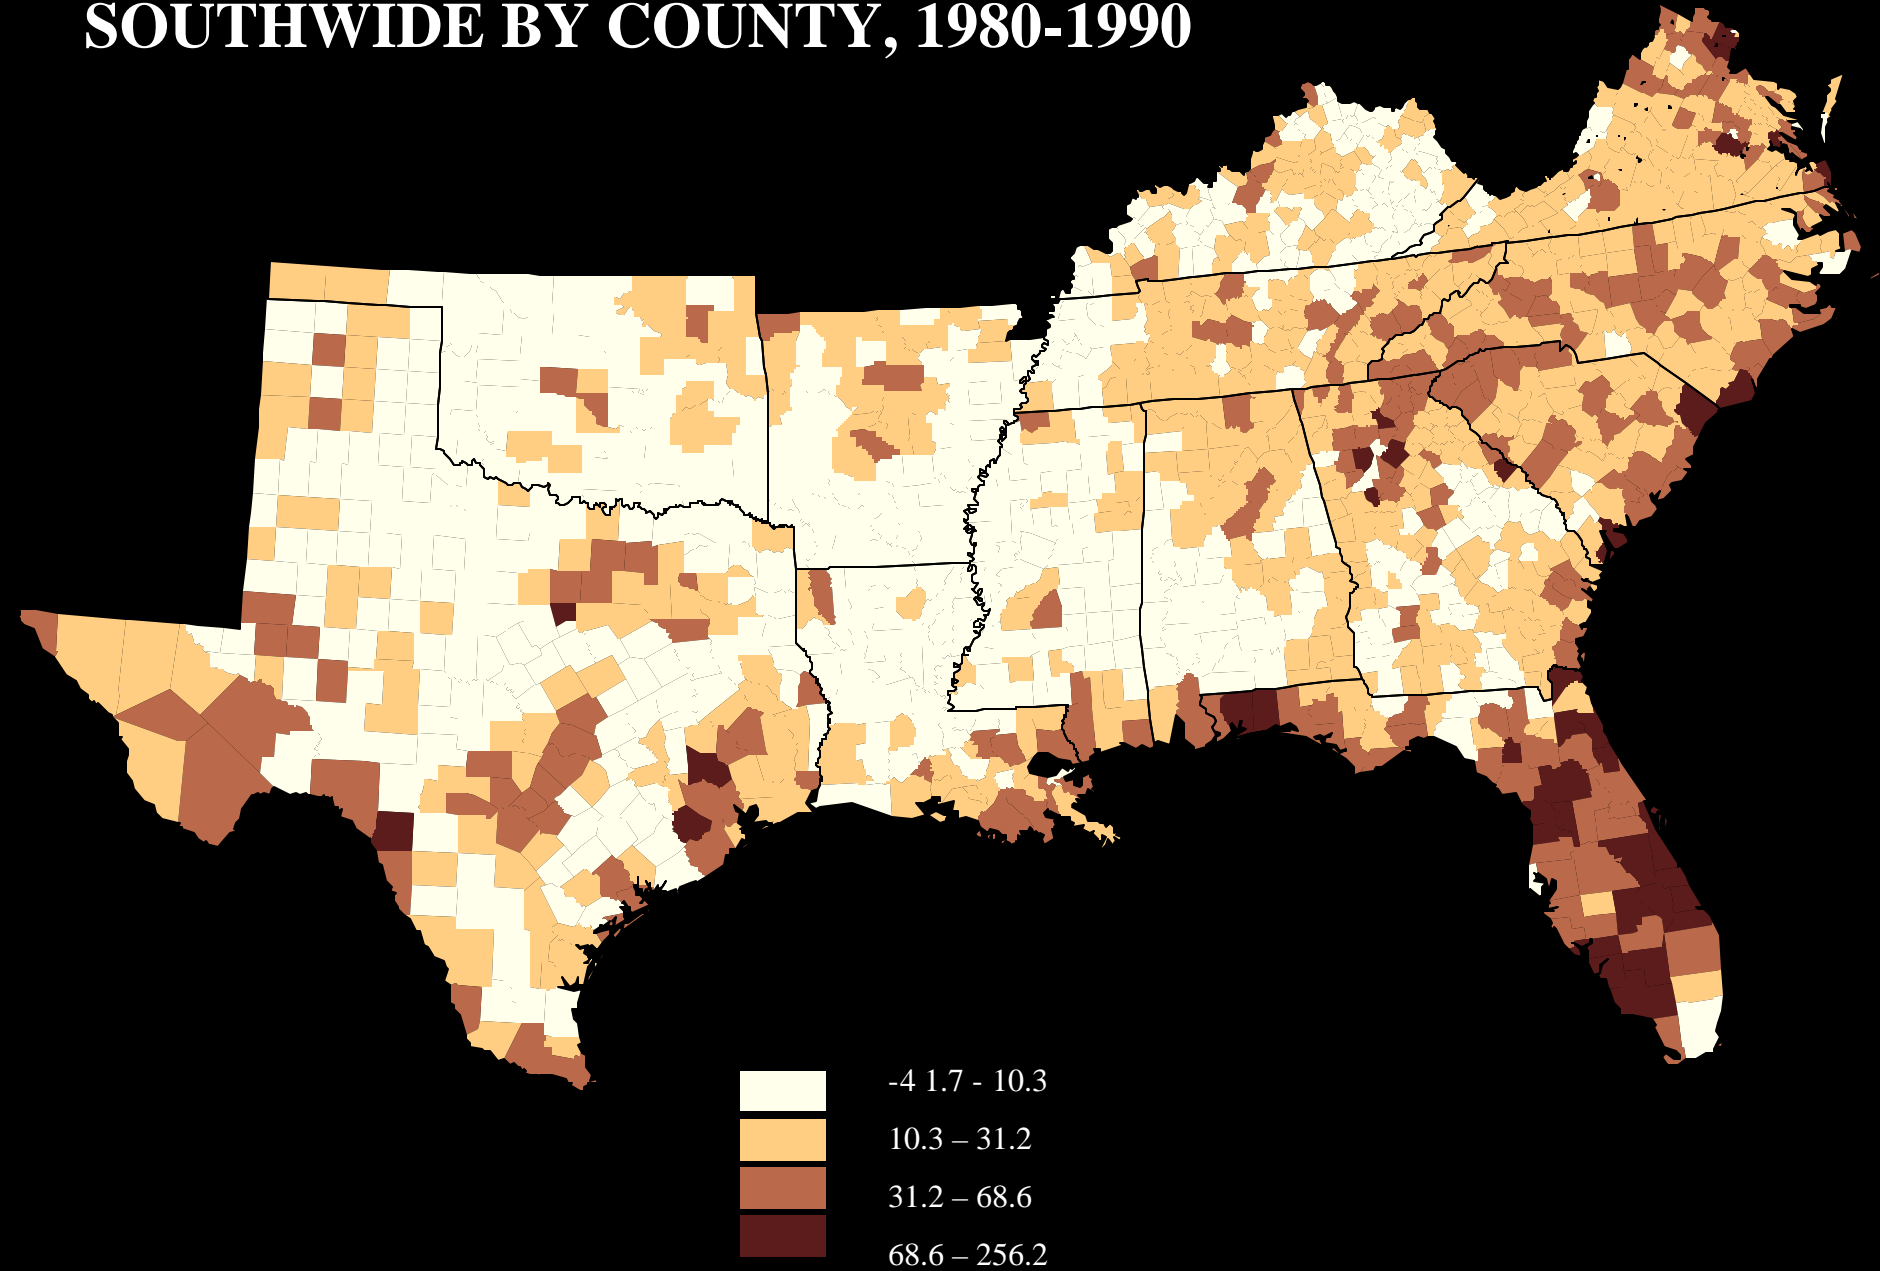 SOUTHWIDE BY COUNTY, 1980-1990
-4 1.7 - 10.3
10.3 – 31.2
31.2 – 68.6
68.6 – 256.2